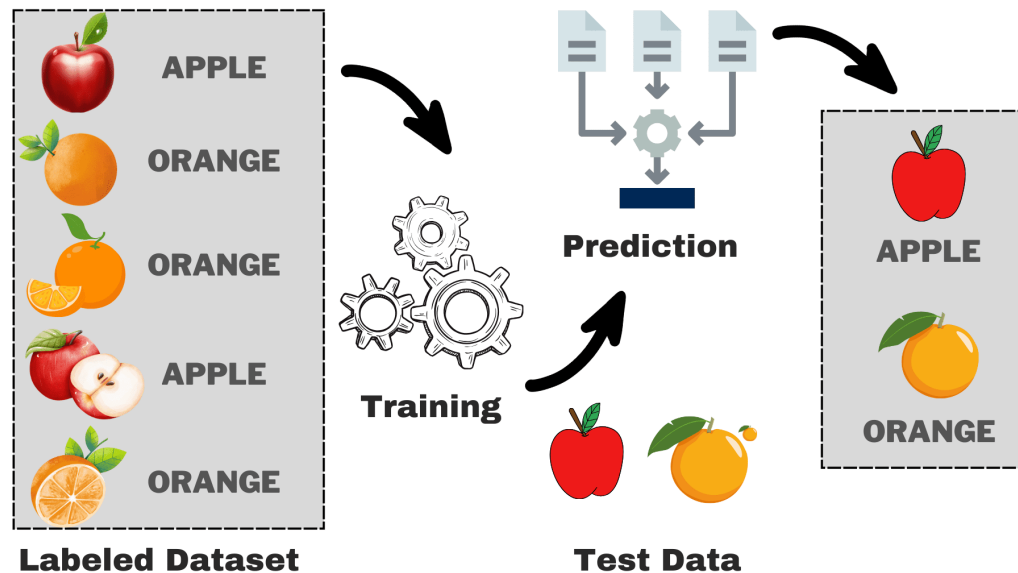 APPLE
ORANGE
ORANGE
APPLE
ORANGE
Labeled Dataset
Training
Prediction
Test Data
APPLE
ORANGE